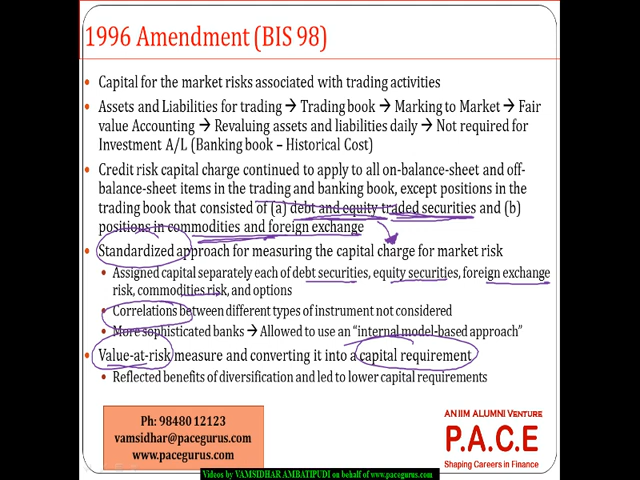 1996 Amendment (BIS 98)
• Capital for the market risks associated with trading activities
• Assets and Liabilities for trading → Trading book → Marking to Market → Fair
value Accounting → Revaluing assets and liabilities daily → Not required for
Investment A/L (Banking book – Historical Cost)
• Credit risk capital charge continued to apply to all on-balance-sheet and off-
balance-sheet items in the trading and banking book, except positions in the
trading book that consisted of (a) debt and equity traded securities and (b)
positions in commodities and foreign exchange
• Standardized approach for measuring the capital charge for market risk
• Assigned capital separately each of debt securities, equity securities, foreign exchange
risk, commodities risk, and options
• Correlations between different types of instrument not considered
• More sophisticated banks → Allowed to use an "internal model-based approach"
• Value-at-risk measure and converting it into a capital requirement
• Reflected benefits of diversification and led to lower capital requirements
Ph: 98480 12123
vamsidhar@pacegurus.com
www.pacegurus.com
AN IIM ALUMNI VENTURE
P.A.C.E
Shaping Careers in Finance
Videos by VAMSIDHAR AMBATIPUDI on behalf of www.pacegurus.com